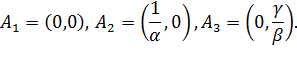 A₁ = (0,0), A₂ = (1/α, 0), A₃ = (0, γ/β).